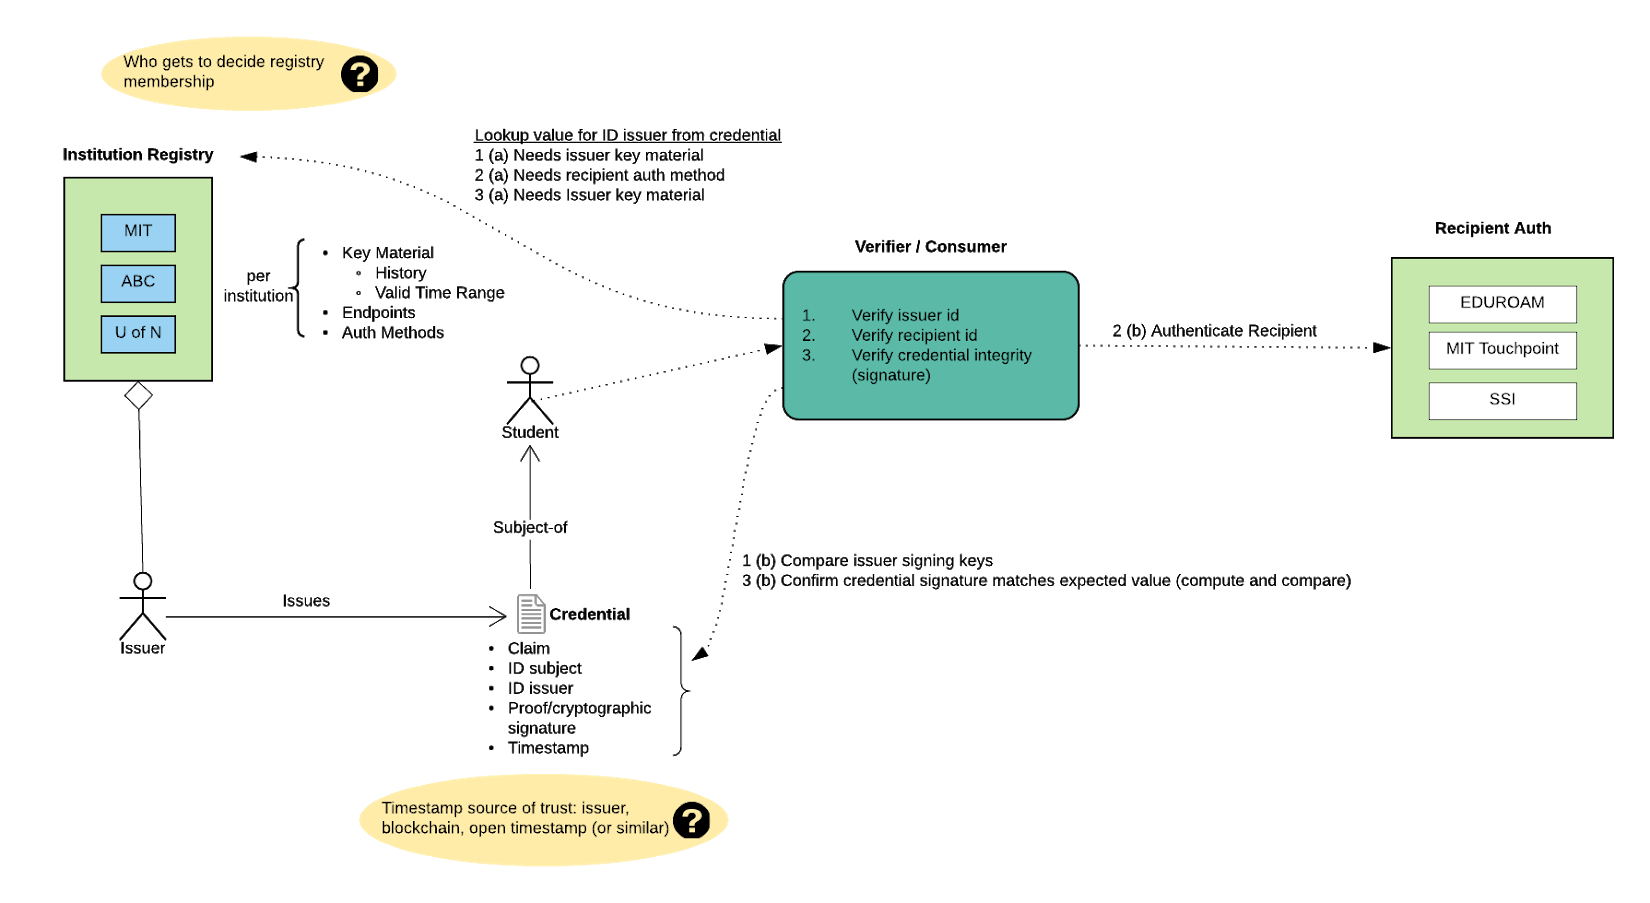 Who gets to decide registry
membership
?
Institution Registry
MIT
ABC
U of N
per
institution
• Key Material
∘ History
∘ Valid Time Range
• Endpoints
• Auth Methods
Lookup value for ID issuer from credential
1 (a) Needs issuer key material
2 (a) Needs recipient auth method
3 (a) Needs Issuer key material
Verifier / Consumer
1. Verify issuer id
2. Verify recipient id
3. Verify credential integrity
(signature)
2 (b) Authenticate Recipient
Recipient Auth
EDUROAM
MIT Touchpoint
SSI
Student
Subject-of
1 (b) Compare issuer signing keys
3 (b) Confirm credential signature matches expected value (compute and compare)
Issuer
Issues
Credential
• Claim
• ID subject
• ID issuer
• Proof/cryptographic
signature
• Timestamp
Timestamp source of trust: issuer,
blockchain, open timestamp (or similar)
?